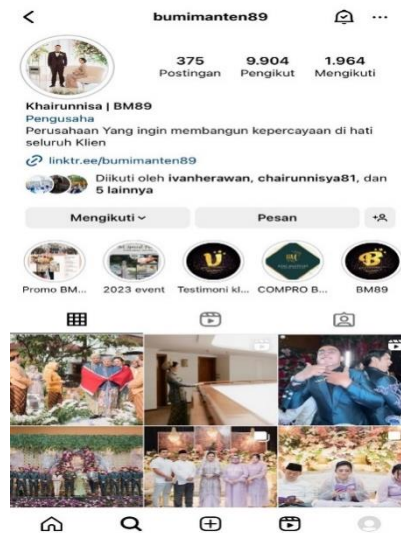 bumimanten89
375 9.904 1.964
Postingan Pengikut Mengikuti
Khairunnisa | BM89
Pengusaha
Perusahaan Yang ingin membangun kepercayaan di hati
seluruh Klien
linktr.ee/bumimanten89
Diikuti oleh ivanherawan, chairunnisya81, dan
5 lainnya
Mengikuti Pesan
Promo BM... 2023 event Testimoni kl... COMPRO B... BM89